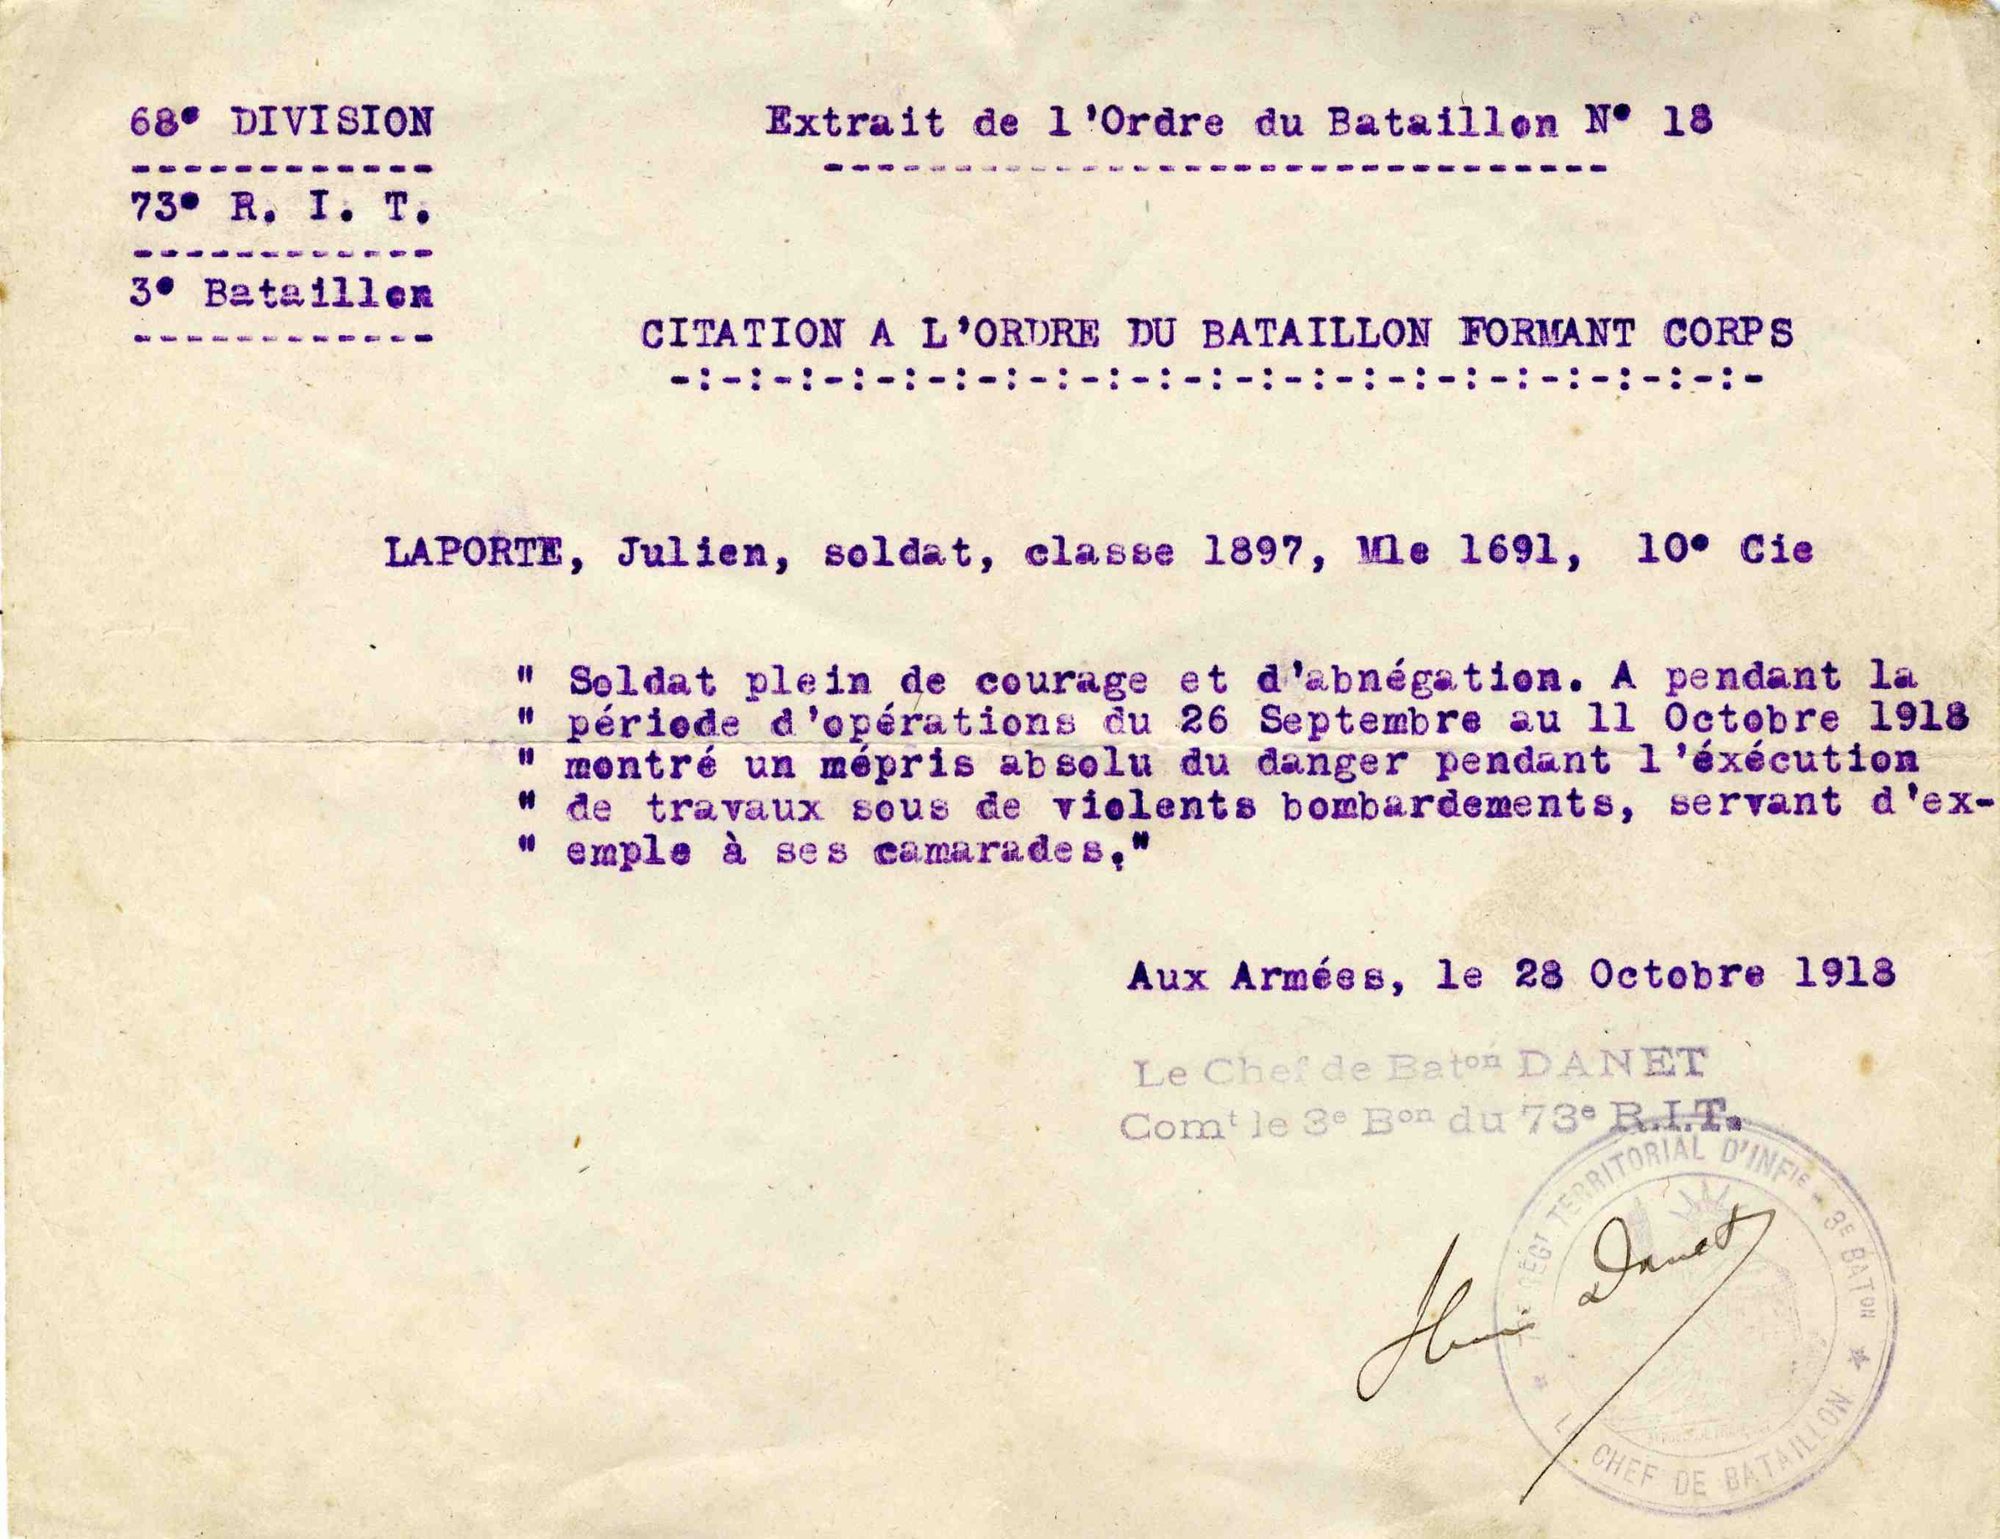 68e DIVISION
------------
73e R. I. T.
------------
3e Bataillon
------------
Extrait de l'Ordre du Bataillon N° 18
-------------------------------
CITATION A L'ORDRE DU BATAILLON FORMANT CORPS
-:-:-:-:-:-:-:-:-:-:-:-:-:-:-:-:-:-:-:-:-:-
LAPORTE, Julien, soldat, classe 1897, Mle 1691, 10e Cie
" Soldat plein de courage et d'abnégation. A pendant la
" période d'opérations du 26 Septembre au 11 Octobre 1918
" montré un mépris absolu du danger pendant l'éxécution
" de travaux sous de violents bombardements, servant d'ex-
" emple à ses camarades."
Aux Armées, le 28 Octobre 1918
Le Chef de Baton DANET
Comt le 3e Bon du 73e R.I.T.
RÉGT TERRITORIAL D'INFIE - 3E BATON
LE CHEF DE BATAILLON
Henri Danet